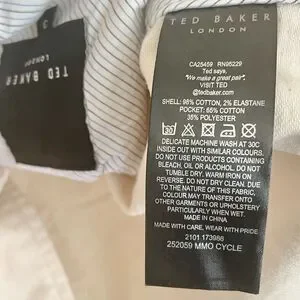 TED BAKER
LONDON
3
TED BAKER
LONDON
CA25459 RN95229
Ted says,
"We make a great pair".
VISIT TED
@tedbaker.com
SHELL: 98% COTTON, 2% ELASTANE
POCKET: 65% COTTON
35% POLYESTER
DELICATE MACHINE WASH AT 30C
INSIDE OUT WITH SIMILAR COLOURS.
DO NOT USE PRODUCTS CONTAINING
BLEACH, OIL OR ALCOHOL. DO NOT
TUMBLE DRY. WARM IRON ON
REVERSE. DO NOT DRY CLEAN. DUE
TO THE NATURE OF THIS FABRIC,
COLOUR MAY TRANSFER ONTO
OTHER GARMENTS OR UPHOLSTERY
PARTICULARLY WHEN WET.
MADE IN CHINA.
MADE WITH CARE. WEAR WITH PRIDE
2101 173988
252059 MMO CYCLE